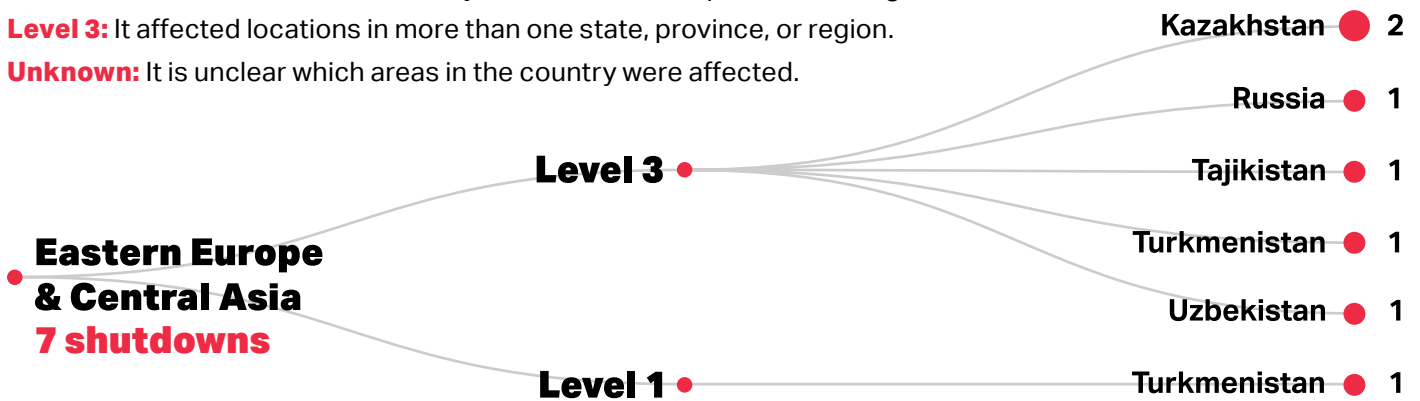 Level 3: It affected locations in more than one state, province, or region.
Unknown: It is unclear which areas in the country were affected.
Eastern Europe
& Central Asia
7 shutdowns
Level 3
Kazakhstan 2
Russia 1
Tajikistan 1
Turkmenistan 1
Uzbekistan 1
Level 1
Turkmenistan 1